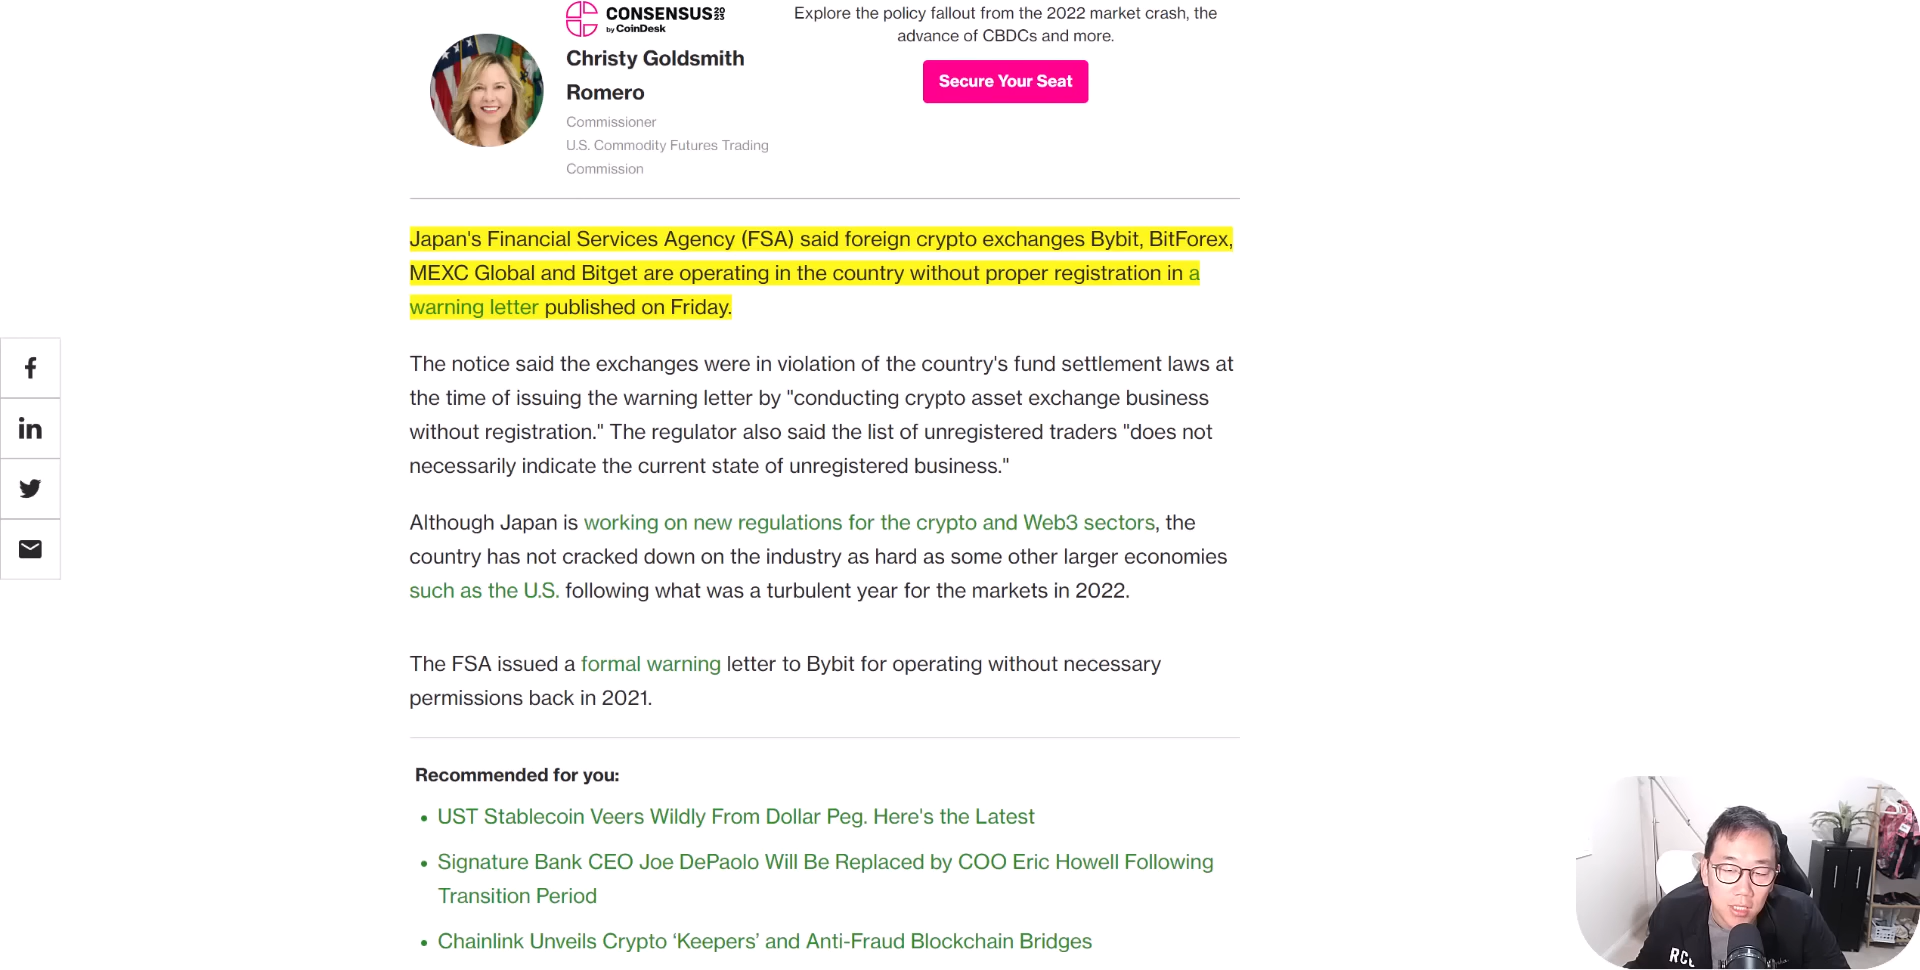 CONSENSUS 2023
by CoinDesk
Explore the policy fallout from the 2022 market crash, the
advance of CBDCs and more.
Christy Goldsmith
Romero
Secure Your Seat
Commissioner
U.S. Commodity Futures Trading
Commission
Japan's Financial Services Agency (FSA) said foreign crypto exchanges Bybit, BitForex,
MEXC Global and Bitget are operating in the country without proper registration in a
warning letter published on Friday.
The notice said the exchanges were in violation of the country's fund settlement laws at
the time of issuing the warning letter by "conducting crypto asset exchange business
without registration." The regulator also said the list of unregistered traders "does not
necessarily indicate the current state of unregistered business."
Although Japan is working on new regulations for the crypto and Web3 sectors, the
country has not cracked down on the industry as hard as some other larger economies
such as the U.S. following what was a turbulent year for the markets in 2022.
The FSA issued a formal warning letter to Bybit for operating without necessary
permissions back in 2021.
Recommended for you:
• UST Stablecoin Veers Wildly From Dollar Peg. Here's the Latest
• Signature Bank CEO Joe DePaolo Will Be Replaced by COO Eric Howell Following
Transition Period
• Chainlink Unveils Crypto ‘Keepers’ and Anti-Fraud Blockchain Bridges